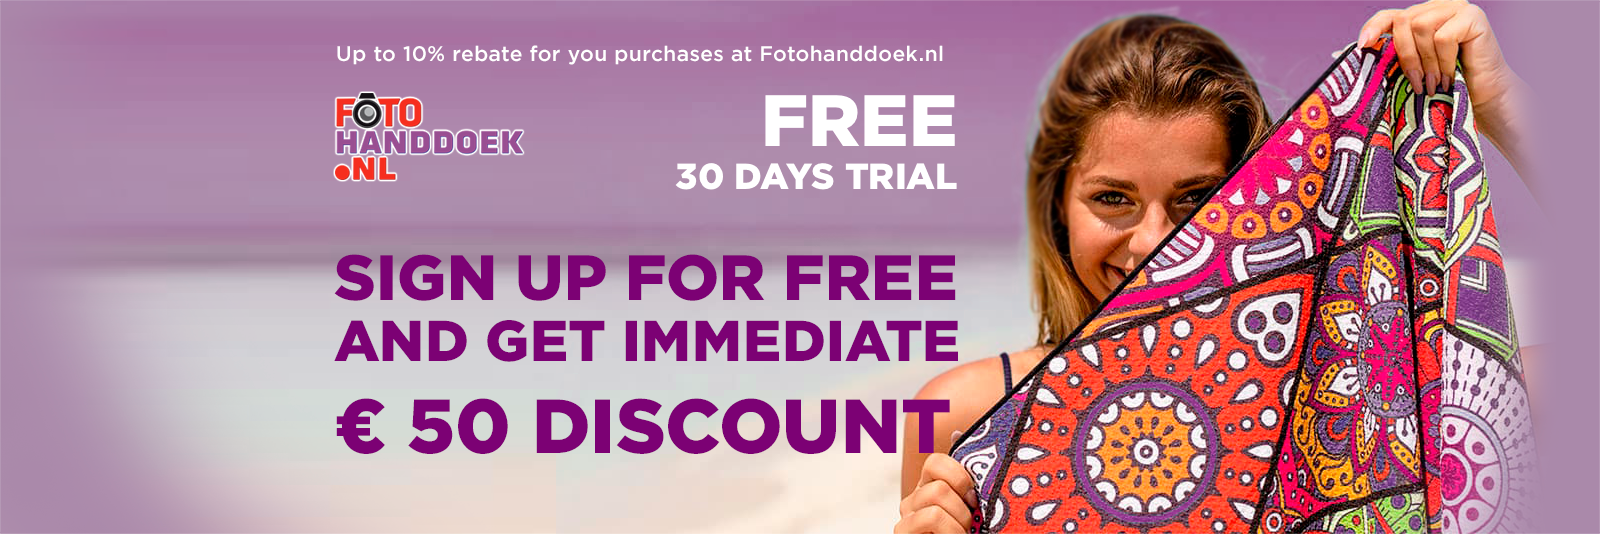 Up to 10% rebate for you purchases at Fotohanddoek.nl
FOTO
HANDDOEK
.NL
FREE
30 DAYS TRIAL
SIGN UP FOR FREE
AND GET IMMEDIATE
€ 50 DISCOUNT